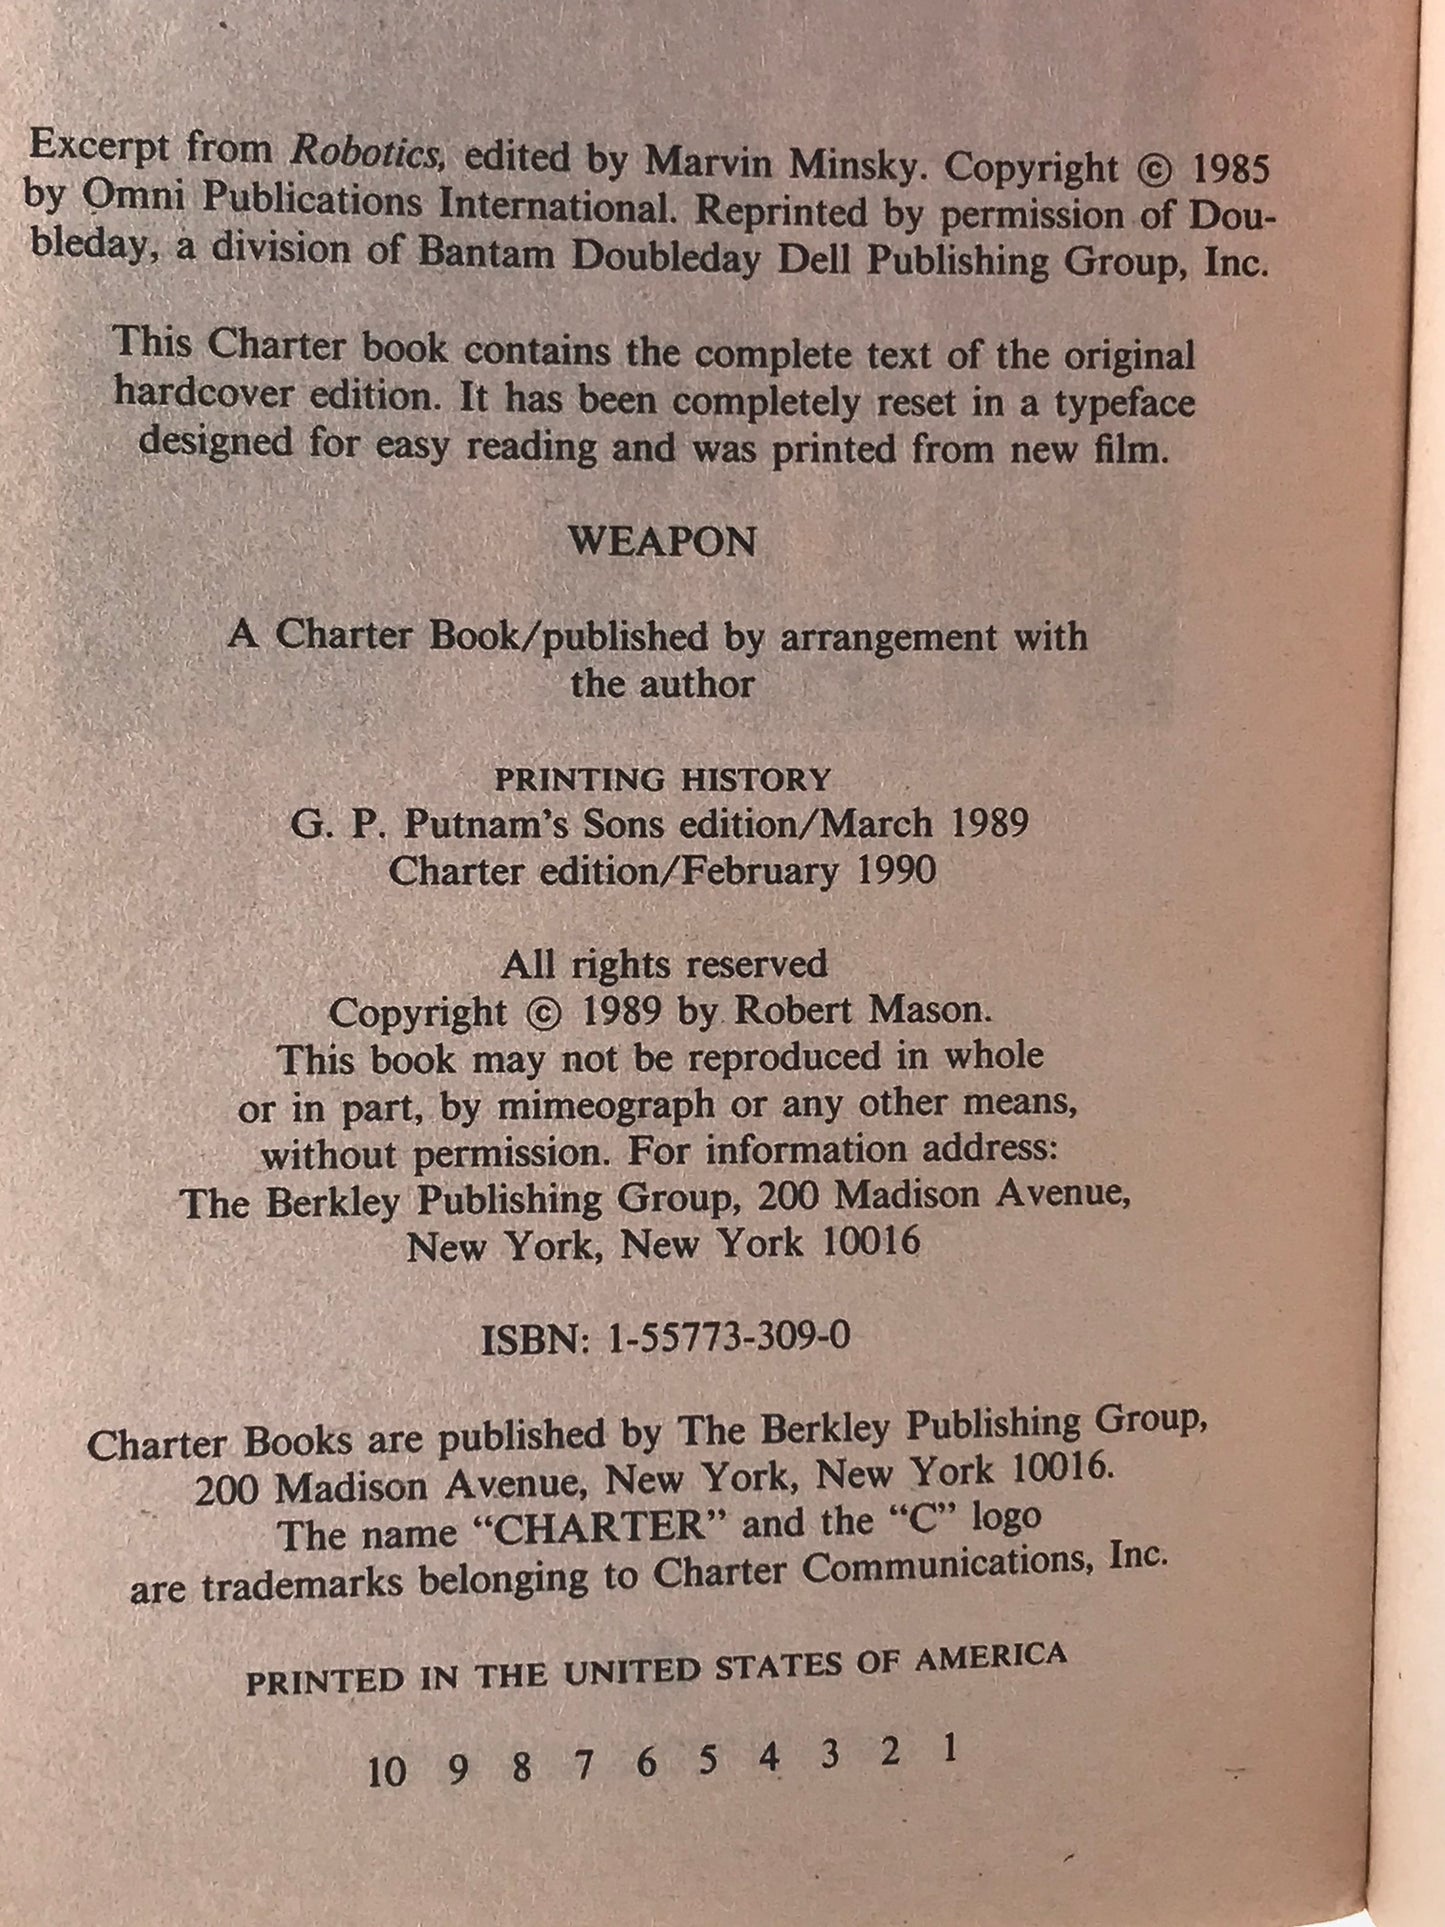 Excerpt from Robotics, edited by Marvin Minsky. Copyright © 1985
by Omni Publications International. Reprinted by permission of Dou-
bleday, a division of Bantam Doubleday Dell Publishing Group, Inc.
This Charter book contains the complete text of the original
hardcover edition. It has been completely reset in a typeface
designed for easy reading and was printed from new film.
WEAPON
A Charter Book/published by arrangement with
the author
PRINTING HISTORY
G. P. Putnam's Sons edition/March 1989
Charter edition/February 1990
All rights reserved
Copyright © 1989 by Robert Mason.
This book may not be reproduced in whole
or in part, by mimeograph or any other means,
without permission. For information address:
The Berkley Publishing Group, 200 Madison Avenue,
New York, New York 10016
ISBN: 1-55773-309-0
Charter Books are published by The Berkley Publishing Group,
200 Madison Avenue, New York, New York 10016.
The name “CHARTER” and the “C” logo
are trademarks belonging to Charter Communications, Inc.
PRINTED IN THE UNITED STATES OF AMERICA
10 9 8 7 6 5 4 3 2 1